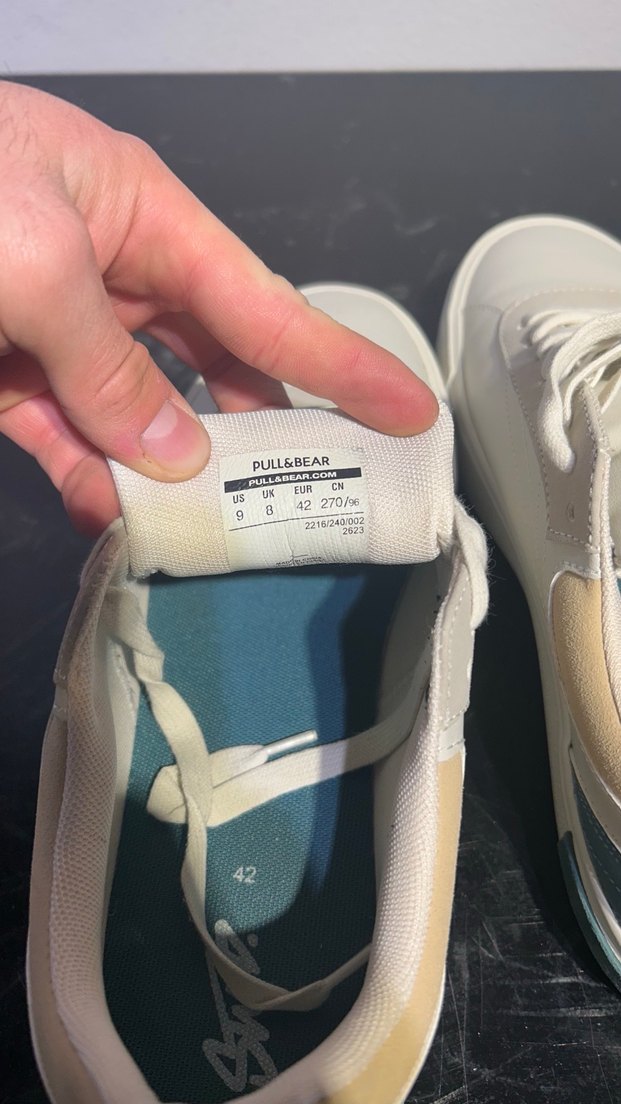 PULL&BEAR
PULL&BEAR.COM
US UK EUR CN
9 8 42 270/96
2216/240/002
2623
42